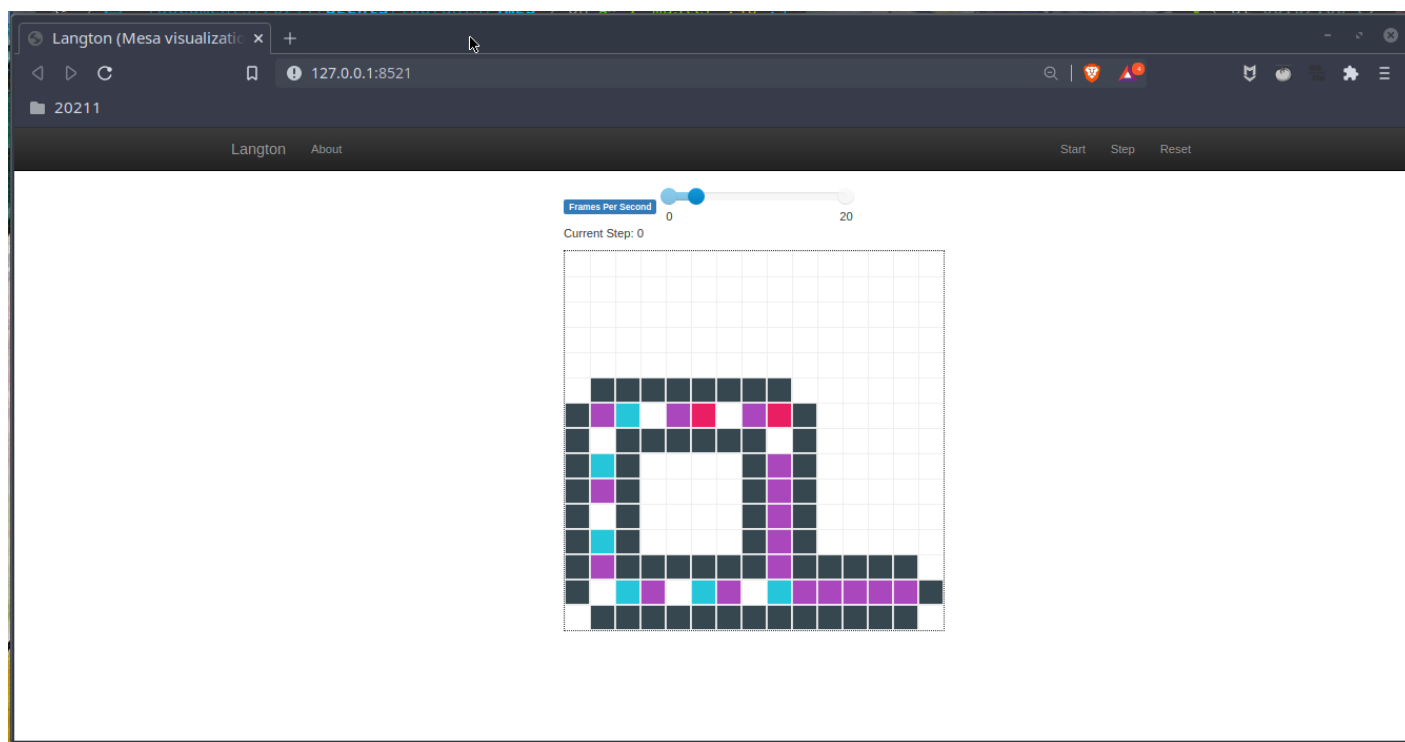 Langton (Mesa visualizatio
127.0.0.1:8521
20211
Langton About Start Step Reset
Frames Per Second
0 20
Current Step: 0